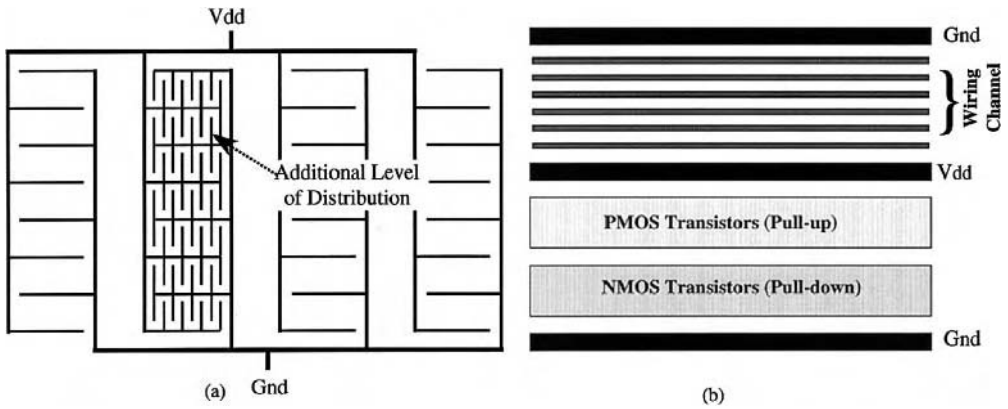 Vdd
Additional Level
of Distribution
Gnd
(a)
Gnd
Wiring
Channel
Vdd
PMOS Transistors (Pull-up)
NMOS Transistors (Pull-down)
Gnd
(b)